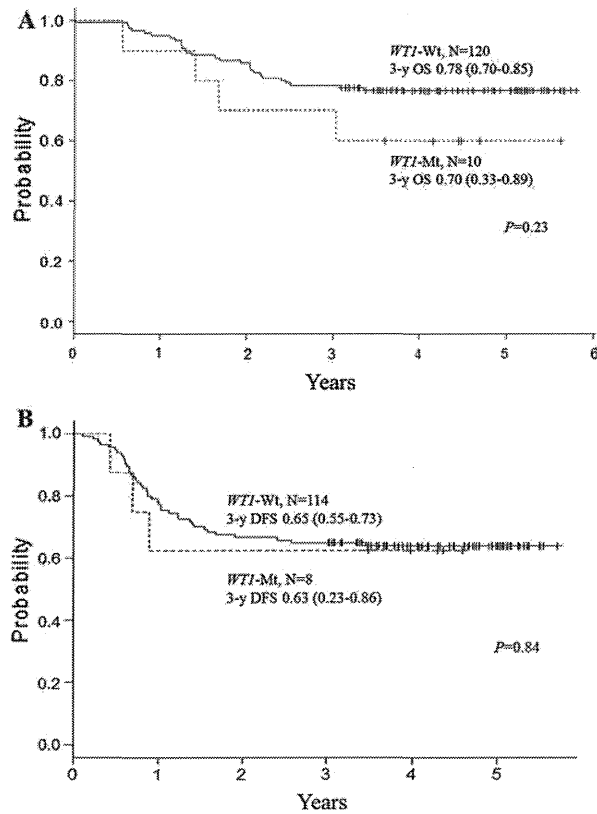 A
1.0
0.8
0.6
0.4
0.2
0.0
Probability
WT1-Wt, N=120
3-y OS 0.78 (0.70-0.85)
WT1-Mt, N=10
3-y OS 0.70 (0.33-0.89)
P=0.23
0 1 2 3 4 5 6
Years
B
1.0
0.8
0.6
0.4
0.2
0.0
Probability
WT1-Wt, N=114
3-y DFS 0.65 (0.55-0.73)
WT1-Mt, N=8
3-y DFS 0.63 (0.23-0.86)
P=0.84
0 1 2 3 4 5
Years